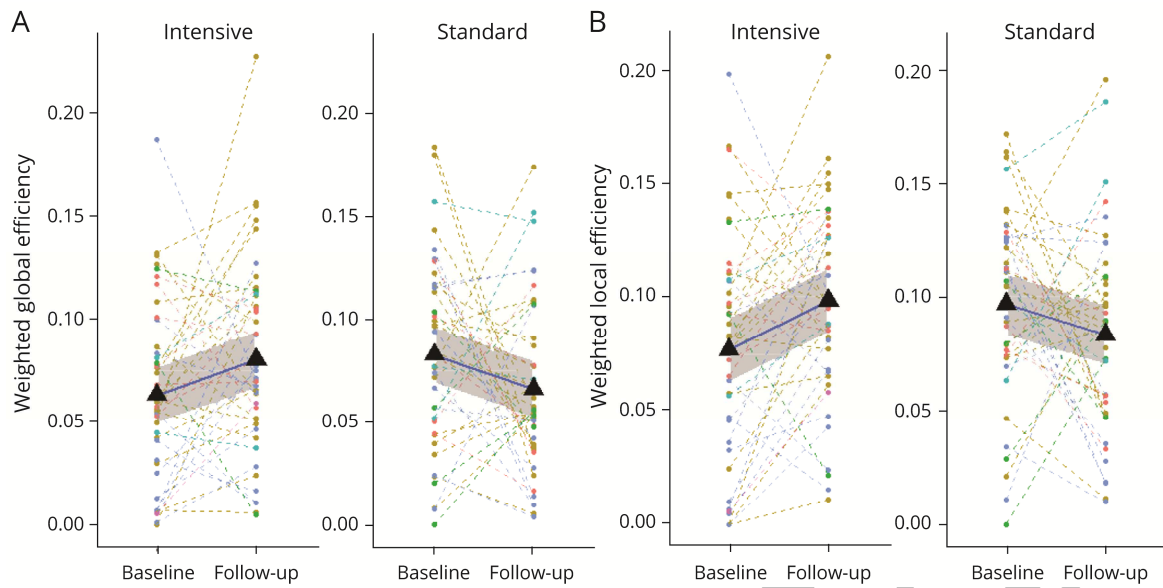 A
Intensive
Standard
Weighted global efficiency
0.20
0.15
0.10
0.05
0.00
Baseline
Follow-up
0.20
0.15
0.10
0.05
0.00
Baseline
Follow-up
B
Intensive
Standard
Weighted local efficiency
0.20
0.15
0.10
0.05
0.00
Baseline
Follow-up
0.20
0.15
0.10
0.05
0.00
Baseline
Follow-up